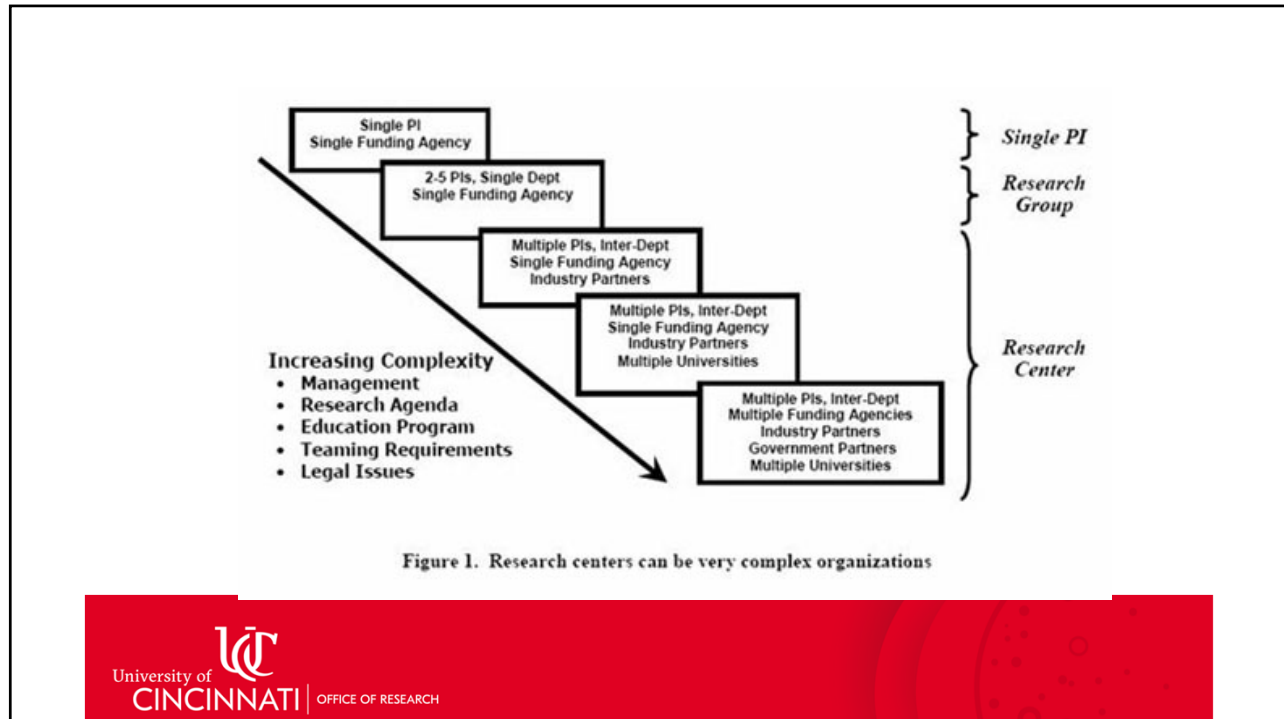 Single PI
Single Funding Agency
2-5 PIs, Single Dept
Single Funding Agency
Multiple PIs, Inter-Dept
Single Funding Agency
Industry Partners
Multiple PIs, Inter-Dept
Single Funding Agency
Industry Partners
Multiple Universities
Multiple PIs, Inter-Dept
Multiple Funding Agencies
Industry Partners
Government Partners
Multiple Universities
Single PI
Research
Group
Research
Center
Increasing Complexity
• Management
• Research Agenda
• Education Program
• Teaming Requirements
• Legal Issues
Figure 1. Research centers can be very complex organizations
UC
University of
CINCINNATI
OFFICE OF RESEARCH